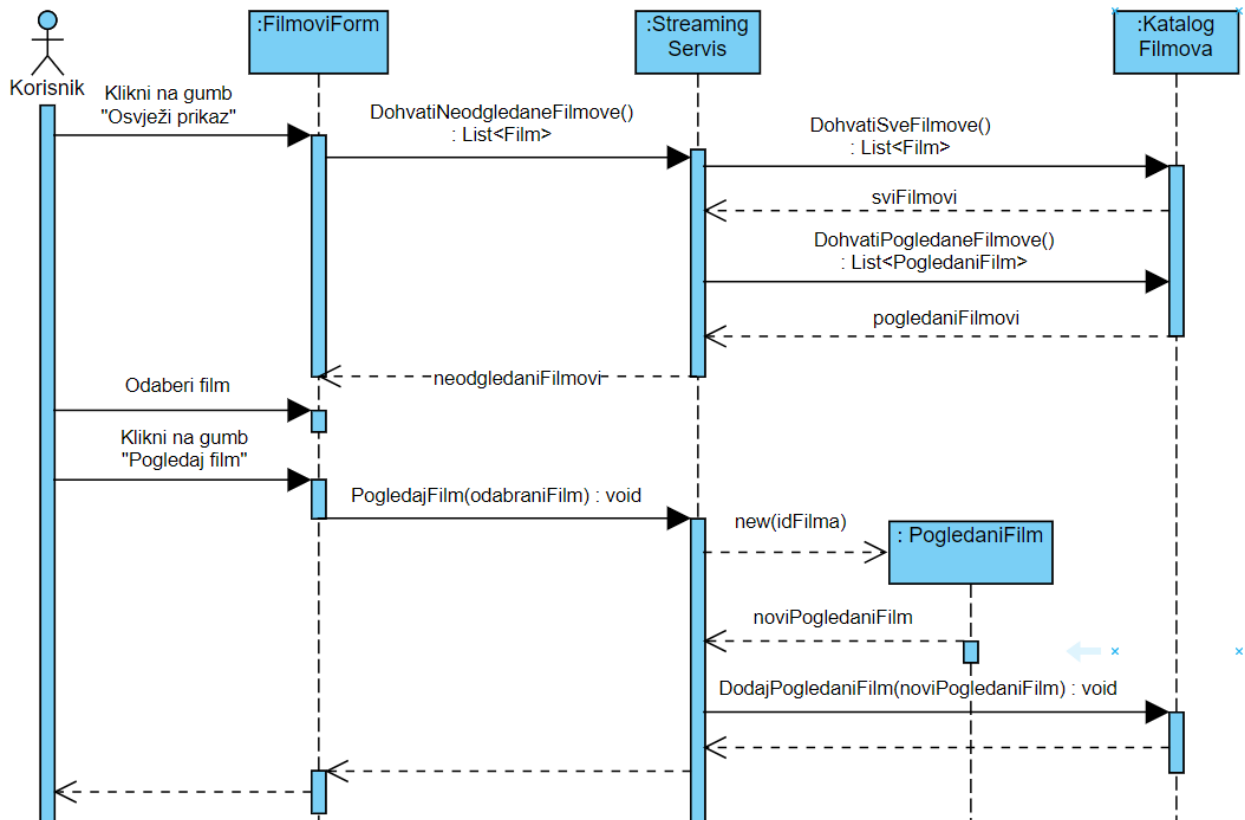 :FilmoviForm
:Streaming
Servis
:Katalog
Filmova
Korisnik
Klikni na gumb
"Osvježi prikaz"
DohvatiNeodgledaneFilmove()
: List<Film>
DohvatiSveFilmove()
: List<Film>
sviFilmovi
DohvatiPogledaneFilmove()
: List<PogledaniFilm>
pogledaniFilmovi
neodgledaniFilmovi
Odaberi film
Klikni na gumb
"Pogledaj film"
PogledajFilm(odabraniFilm) : void
new(idFilma)
: PogledaniFilm
noviPogledaniFilm
DodajPogledaniFilm(noviPogledaniFilm) : void